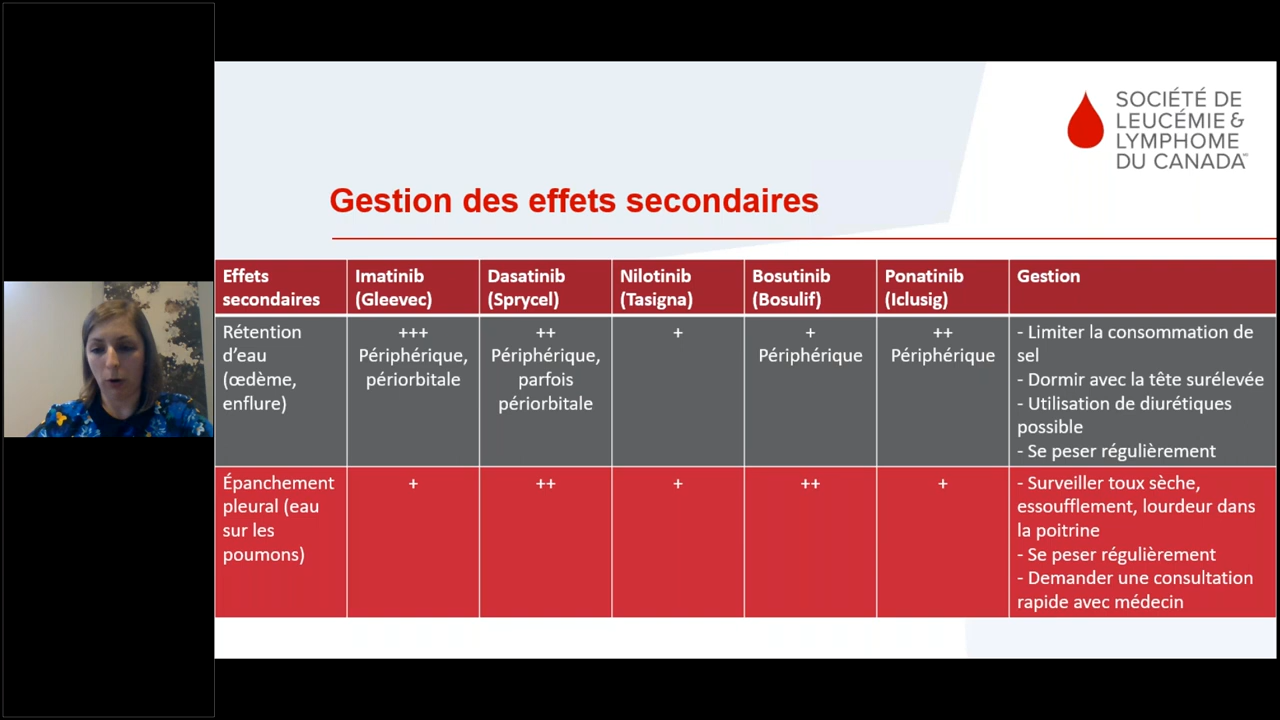 SOCIÉTÉ DE
LEUCÉMIE &
LYMPHOME
DU CANADA
Gestion des effets secondaires
Effets
secondaires
Imatinib
(Gleevec)
Dasatinib
(Sprycel)
Nilotinib
(Tasigna)
Bosutinib
(Bosulif)
Ponatinib
(Iclusig)
Gestion
Rétention
d'eau
(œdème,
enflure)
+++
Périphérique,
périorbitale
++
Périphérique,
parfois
périorbitale
+
+
Périphérique
++
Périphérique
- Limiter la consommation de
sel
- Dormir avec la tête surélevée
- Utilisation de diurétiques
possible
- Se peser régulièrement
Épanchement
pleural (eau
sur les
poumons)
+
++
+
++
+
- Surveiller toux sèche,
essoufflement, lourdeur dans
la poitrine
- Se peser régulièrement
- Demander une consultation
rapide avec médecin